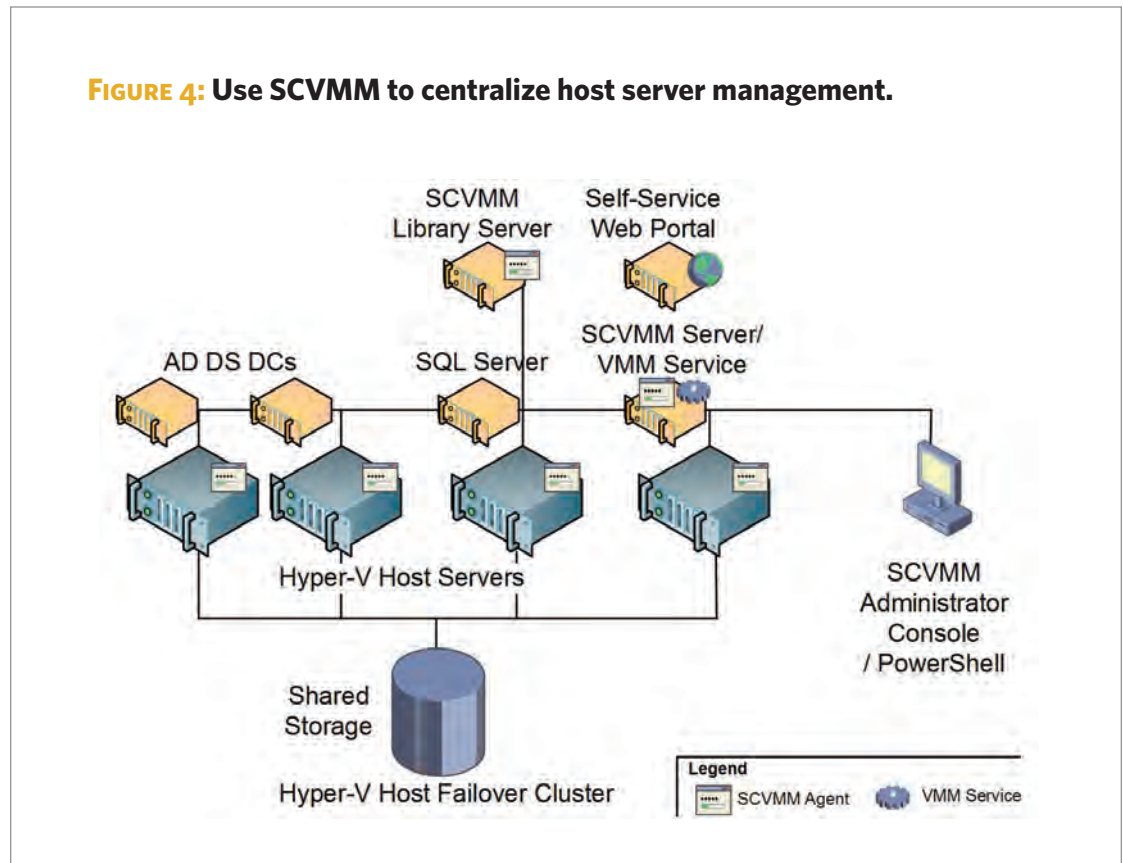 FIGURE 4: Use SCVMM to centralize host server management.
SCVMM
Library Server
Self-Service
Web Portal
AD DS DCs
SQL Server
SCVMM Server/
VMM Service
Hyper-V Host Servers
SCVMM
Administrator
Console
/ PowerShell
Shared
Storage
Hyper-V Host Failover Cluster
Legend
SCVMM Agent
VMM Service